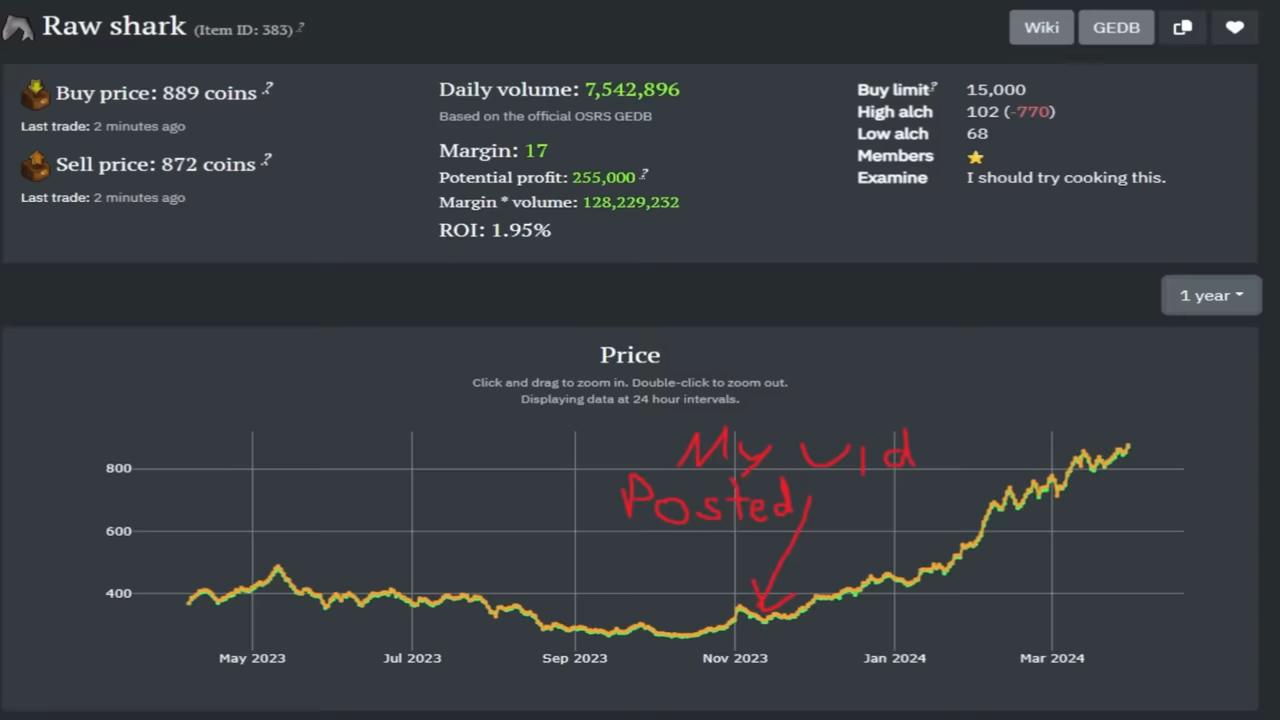 Raw shark (Item ID: 383) ?
Wiki GEDB
Buy price: 889 coins ?
Last trade: 2 minutes ago
Sell price: 872 coins ?
Last trade: 2 minutes ago
Daily volume: 7,542,896
Based on the official OSRS GEDB
Margin: 17
Potential profit: 255,000 ?
Margin * volume: 128,229,232
ROI: 1.95%
Buy limit? 15,000
High alch 102 (-770)
Low alch 68
Members
Examine I should try cooking this.
1 year
Price
Click and drag to zoom in. Double-click to zoom out.
Displaying data at 24 hour intervals.
My vid
Posted
800
600
400
May 2023 Jul 2023 Sep 2023 Nov 2023 Jan 2024 Mar 2024